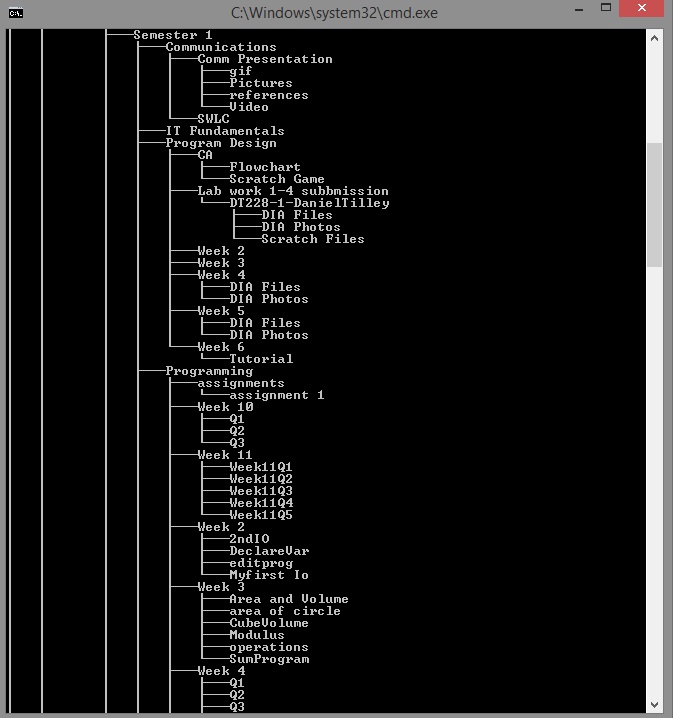 C:\Windows\system32\cmd.exe
Semester 1
Communications
Comm Presentation
gif
Pictures
references
Video
SWLC
IT Fundamentals
Program Design
CA
Flowchart
Scratch Game
Lab work 1-4 subbmission
DT228-1-DanielTilley
DIA Files
DIA Photos
Scratch Files
Week 2
Week 3
Week 4
DIA Files
DIA Photos
Week 5
DIA Files
DIA Photos
Week 6
Tutorial
Programming
assignments
assignment 1
Week 10
Q1
Q2
Q3
Week 11
Week11Q1
Week11Q2
Week11Q3
Week11Q4
Week11Q5
Week 2
2ndIO
DeclareVar
editprog
Myfirst Io
Week 3
Area and Volume
area of circle
CubeVolume
Modulus
operations
SumProgram
Week 4
Q1
Q2
Q3